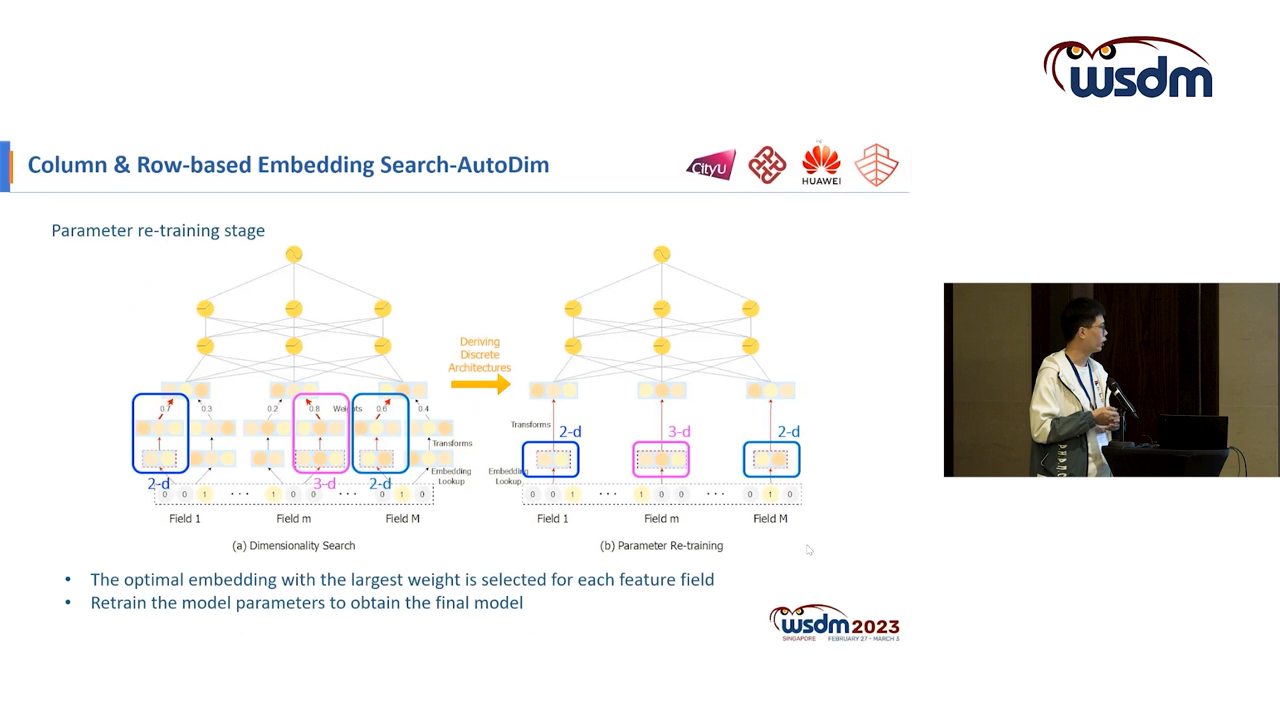 wsdm
Column & Row-based Embedding Search-AutoDim
CityU
HUAWEI
Parameter re-training stage
Deriving
Discrete
Architectures
0.7
0.3
0.2
0.8
Weights
0.6
0.4
Transforms
Embedding
Lookup
2-d
3-d
2-d
0 0 1 ... 1 0 0 ... 0 1 0
Field 1
Field m
Field M
(a) Dimensionality Search
Transforms
2-d
3-d
2-d
Embedding
Lookup
0 0 1 ... 1 0 0 ... 0 1 0
Field 1
Field m
Field M
(b) Parameter Re-training
• The optimal embedding with the largest weight is selected for each feature field
• Retrain the model parameters to obtain the final model
wsdm 2023
SINGAPORE FEBRUARY 27 - MARCH 3